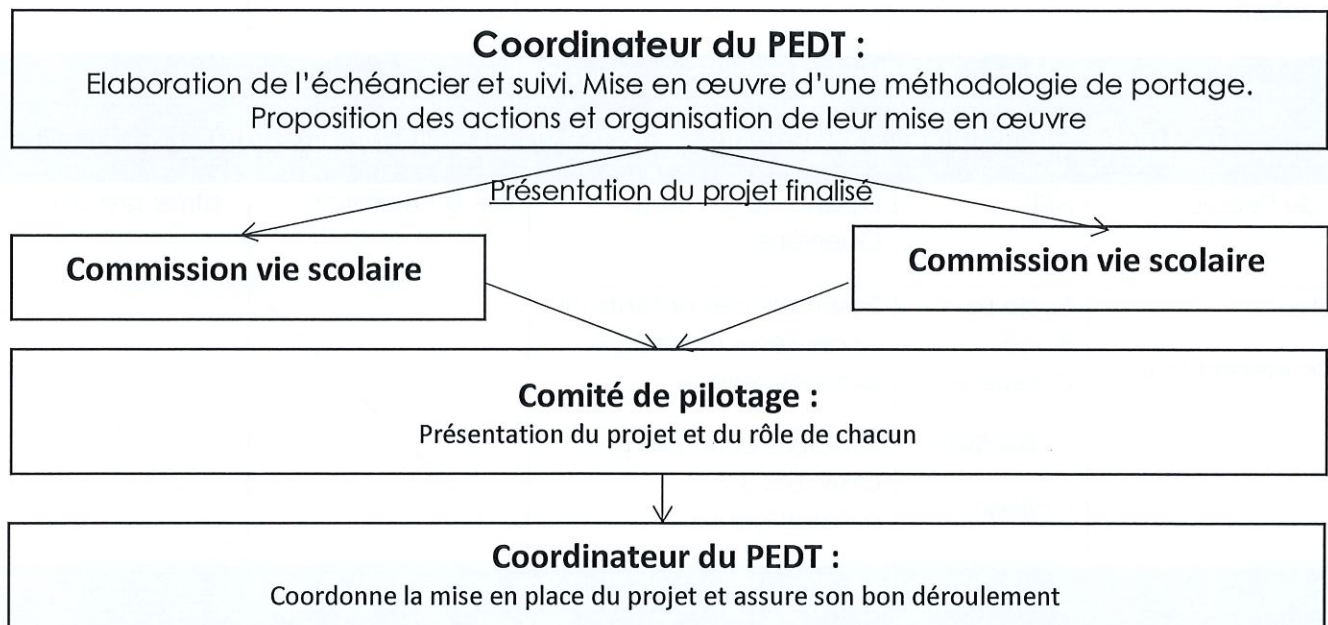 Coordinateur du PEDT :
Elaboration de l'échéancier et suivi. Mise en œuvre d'une méthodologie de portage.
Proposition des actions et organisation de leur mise en œuvre
Présentation du projet finalisé
Commission vie scolaire
Commission vie scolaire
Comité de pilotage :
Présentation du projet et du rôle de chacun
Coordinateur du PEDT :
Coordonne la mise en place du projet et assure son bon déroulement